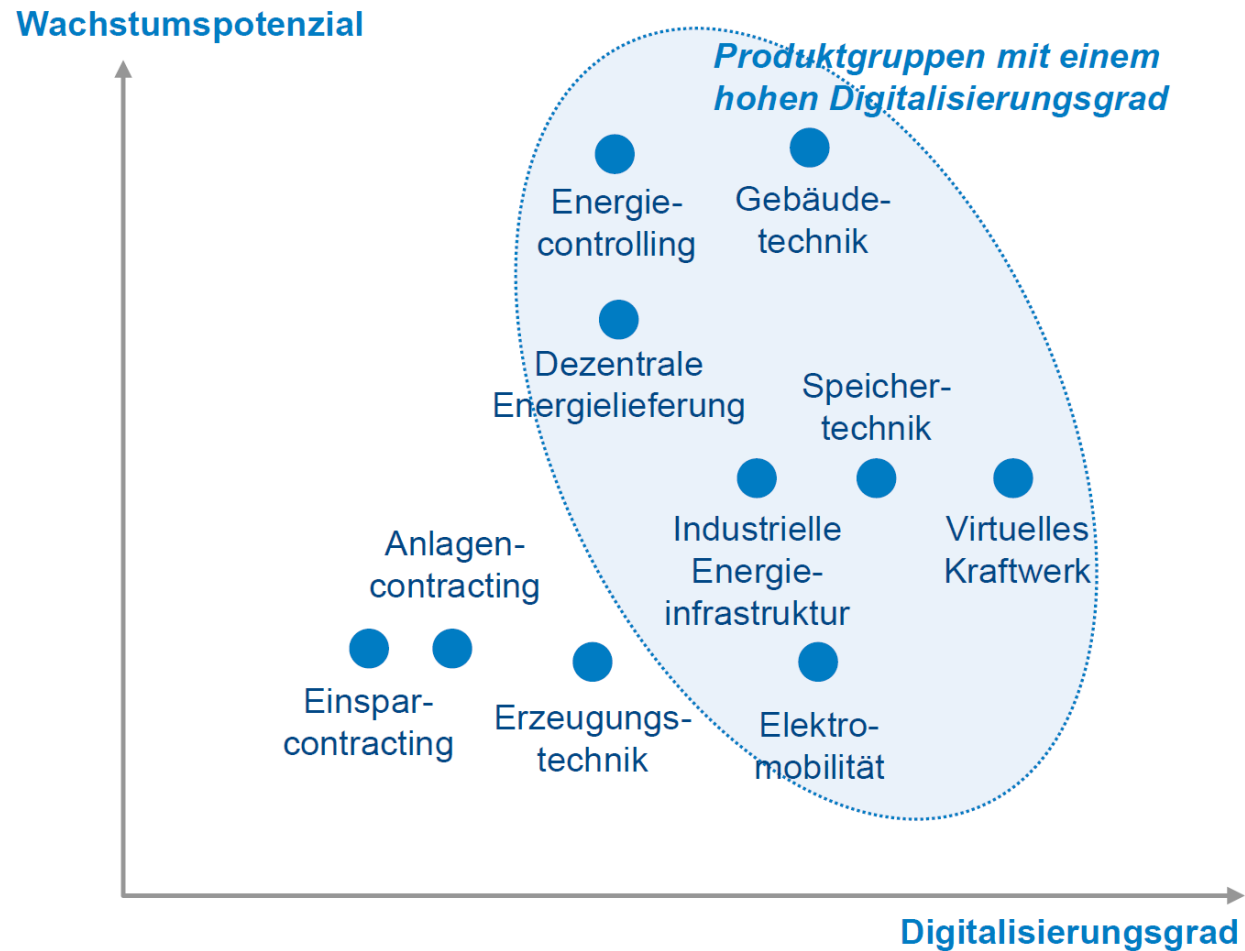 Wachstumspotenzial
Produktgruppen mit einem
hohen Digitalisierungsgrad
Energie-
controlling
Gebäude-
technik
Dezentrale
Energielieferung
Speicher-
technik
Industrielle
Energie-
infrastruktur
Virtuelles
Kraftwerk
Anlagen-
contracting
Einspar-
contracting
Erzeugungs-
technik
Elektro-
mobilität
Digitalisierungsgrad